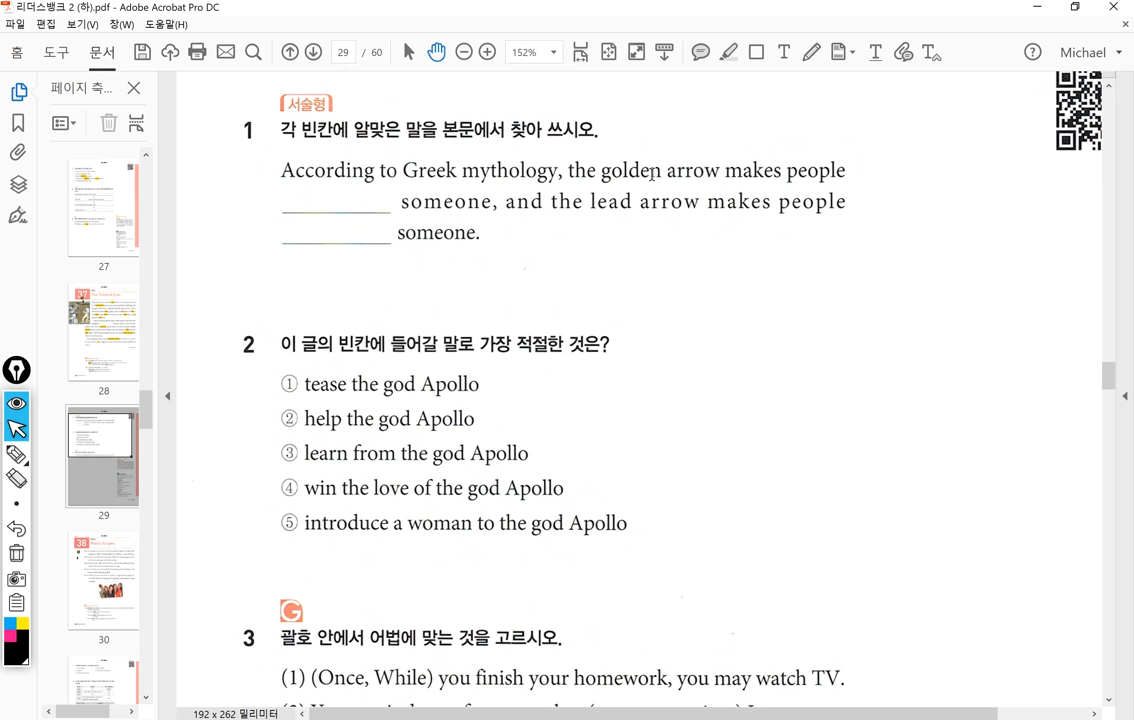 리더스뱅크 2 (하).pdf - Adobe Acrobat Pro DC
파일 편집 보기(V) 창(W) 도움말(H)
홈 도구 문서 29 / 60 152% Michael
페이지 축...
서술형
1 각 빈칸에 알맞은 말을 본문에서 찾아 쓰시오.
According to Greek mythology, the golden arrow makes people
someone, and the lead arrow makes people
someone.
2 이 글의 빈칸에 들어갈 말로 가장 적절한 것은?
① tease the god Apollo
② help the god Apollo
③ learn from the god Apollo
④ win the love of the god Apollo
⑤ introduce a woman to the god Apollo
G
3 괄호 안에서 어법에 맞는 것을 고르시오.
(1) (Once, While) you finish your homework, you may watch TV.
27
37
28
29
38
30
192 x 262 밀리미터